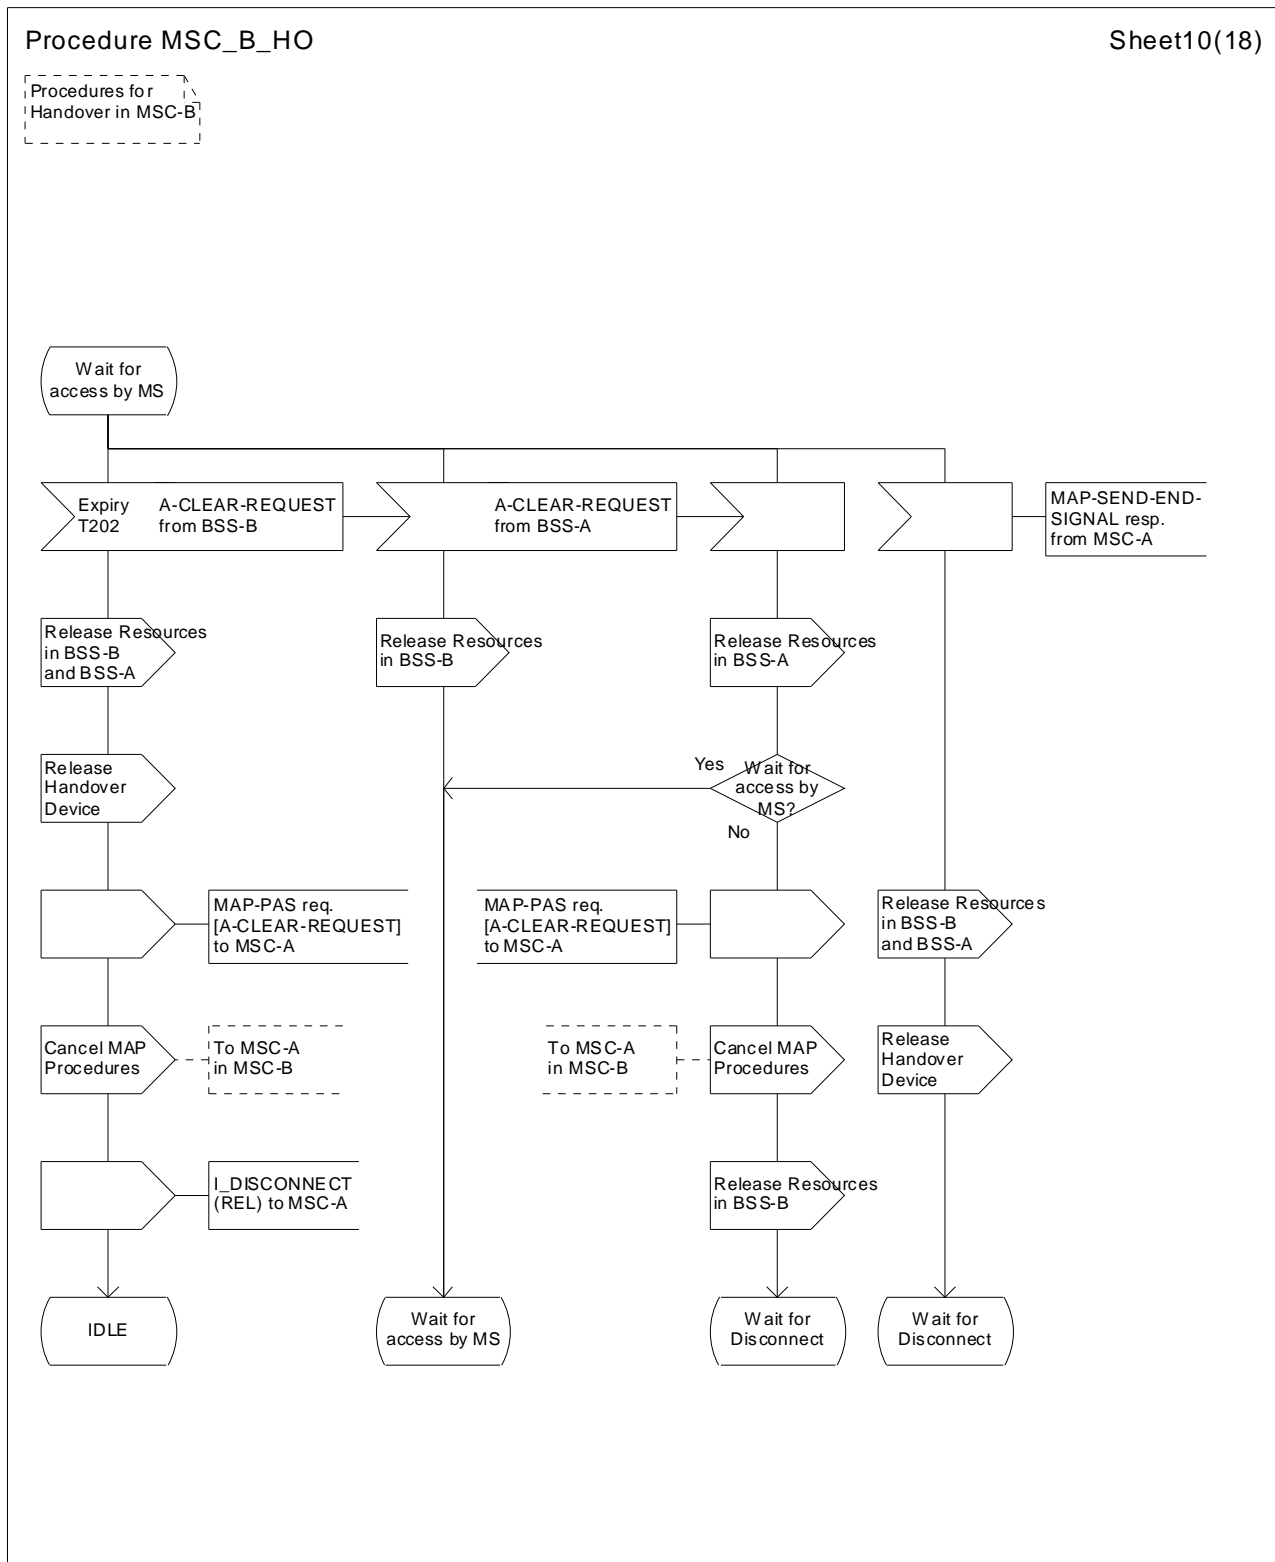 Procedure MSC_B_HO
Sheet10(18)
Procedures for
Handover in MSC-B
Wait for
access by MS
Expiry
T202
A-CLEAR-REQUEST
from BSS-B
A-CLEAR-REQUEST
from BSS-A
MAP-SEND-END-
SIGNAL resp.
from MSC-A
Release Resources
in BSS-B
and BSS-A
Release Resources
in BSS-B
Release Resources
in BSS-A
Release
Handover
Device
Yes
Wait for
access by
MS?
No
MAP-PAS req.
[A-CLEAR-REQUEST]
to MSC-A
MAP-PAS req.
[A-CLEAR-REQUEST]
to MSC-A
Release Resources
in BSS-B
and BSS-A
Cancel MAP
Procedures
To MSC-A
in MSC-B
To MSC-A
in MSC-B
Cancel MAP
Procedures
Release
Handover
Device
I_DISCONNECT
(REL) to MSC-A
Release Resources
in BSS-B
IDLE
Wait for
access by MS
Wait for
Disconnect
Wait for
Disconnect